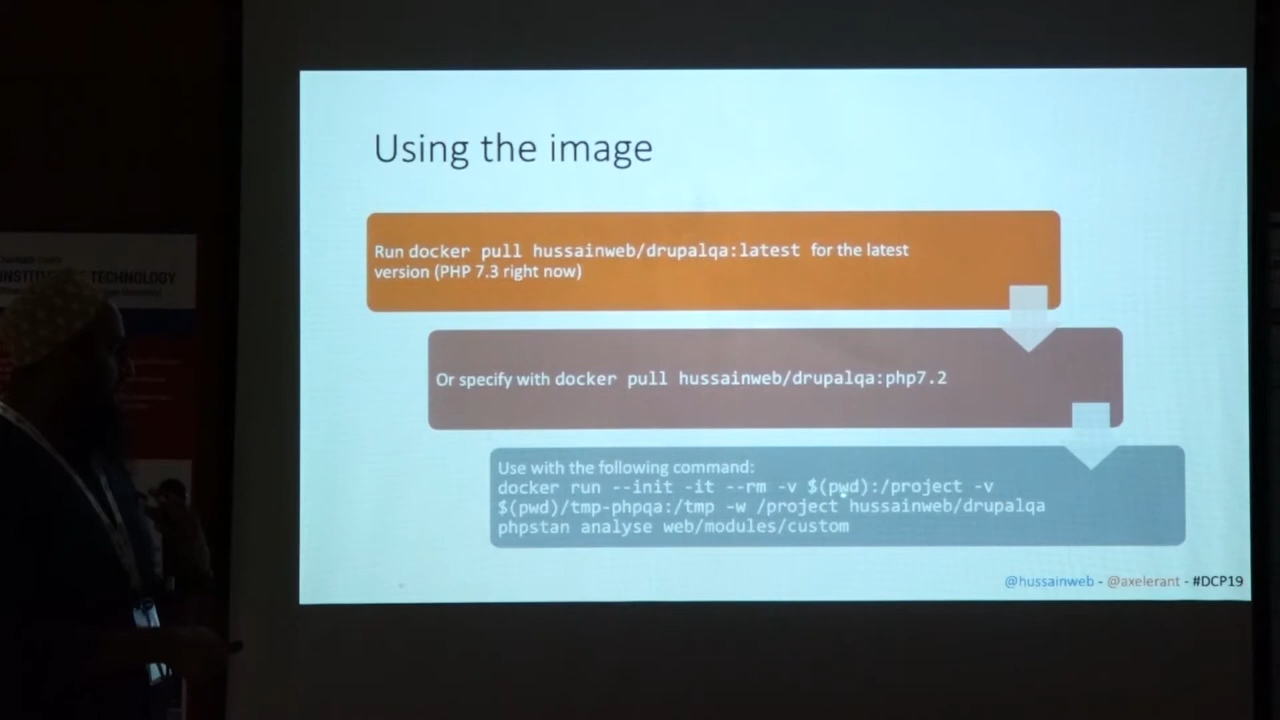 Using the image
Run docker pull hussainweb/drupalqa:latest for the latest
version (PHP 7.3 right now)
Or specify with docker pull hussainweb/drupalqa:php7.2
Use with the following command:
docker run --init -it --rm -v $(pwd):/project -v
$(pwd)/tmp-phpqa:/tmp -w /project hussainweb/drupalqa
phpstan analyse web/modules/custom
@hussainweb - @axelerant - #DCP19
TECHNOLOGY